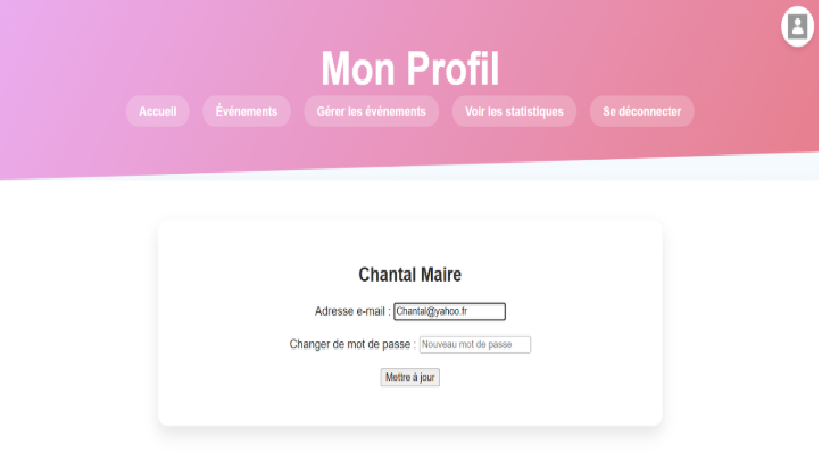 Mon Profil
Accueil Événements Gérer les événements Voir les statistiques Se déconnecter
Chantal Maire
Adresse e-mail : Chantal@yahoo.fr
Changer de mot de passe : Nouveau mot de passe
Mettre à jour